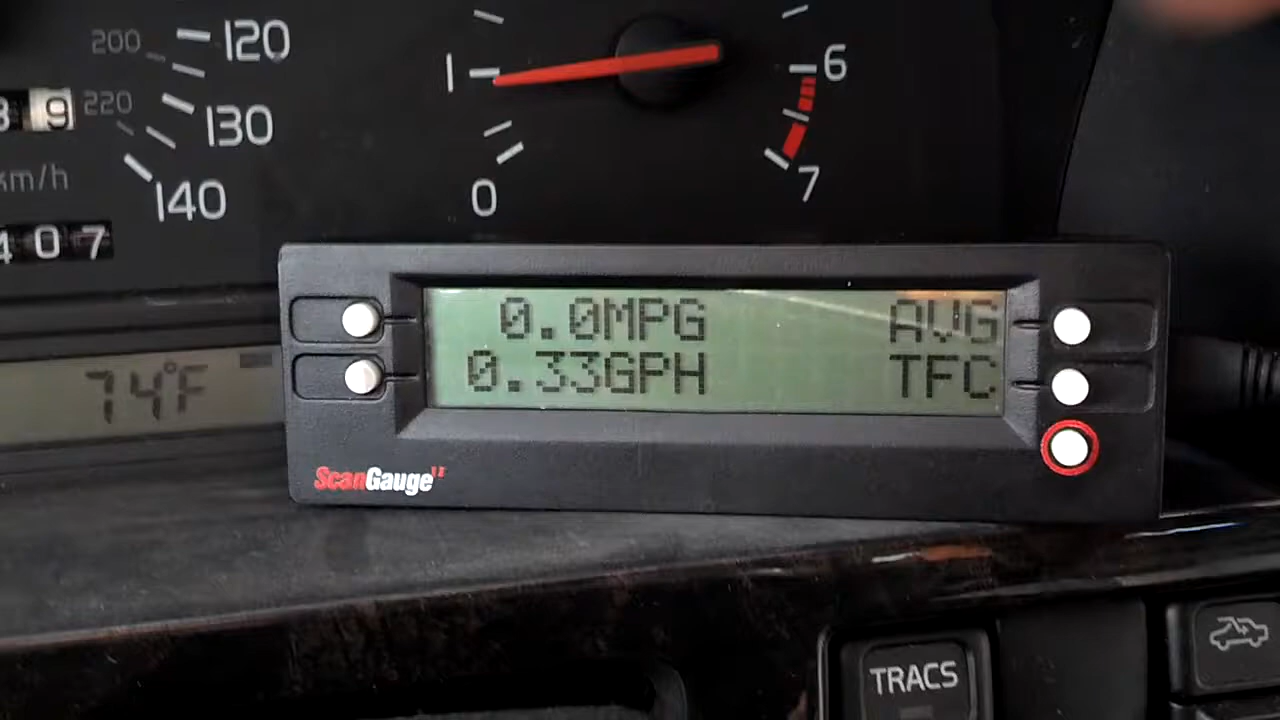 200
120
220
130
9
km/h
140
407
1
0
6
7
74°F
0.0MPG AVG
0.33GPH TFC
ScanGauge II
TRACS